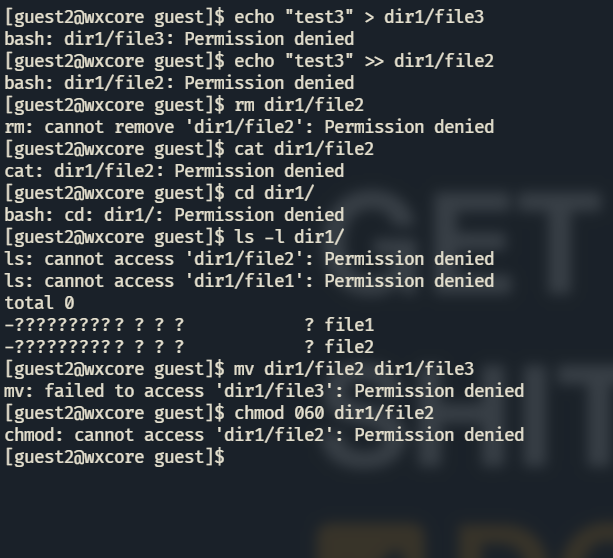 [guest2@wxcore guest]$ echo "test3" > dir1/file3
bash: dir1/file3: Permission denied
[guest2@wxcore guest]$ echo "test3" >> dir1/file2
bash: dir1/file2: Permission denied
[guest2@wxcore guest]$ rm dir1/file2
rm: cannot remove 'dir1/file2': Permission denied
[guest2@wxcore guest]$ cat dir1/file2
cat: dir1/file2: Permission denied
[guest2@wxcore guest]$ cd dir1/
bash: cd: dir1/: Permission denied
[guest2@wxcore guest]$ ls -l dir1/
ls: cannot access 'dir1/file2': Permission denied
ls: cannot access 'dir1/file1': Permission denied
total 0
-?????????? ? ? ?            ? file1
-?????????? ? ? ?            ? file2
[guest2@wxcore guest]$ mv dir1/file2 dir1/file3
mv: failed to access 'dir1/file3': Permission denied
[guest2@wxcore guest]$ chmod 060 dir1/file2
chmod: cannot access 'dir1/file2': Permission denied
[guest2@wxcore guest]$
GET
SHIT